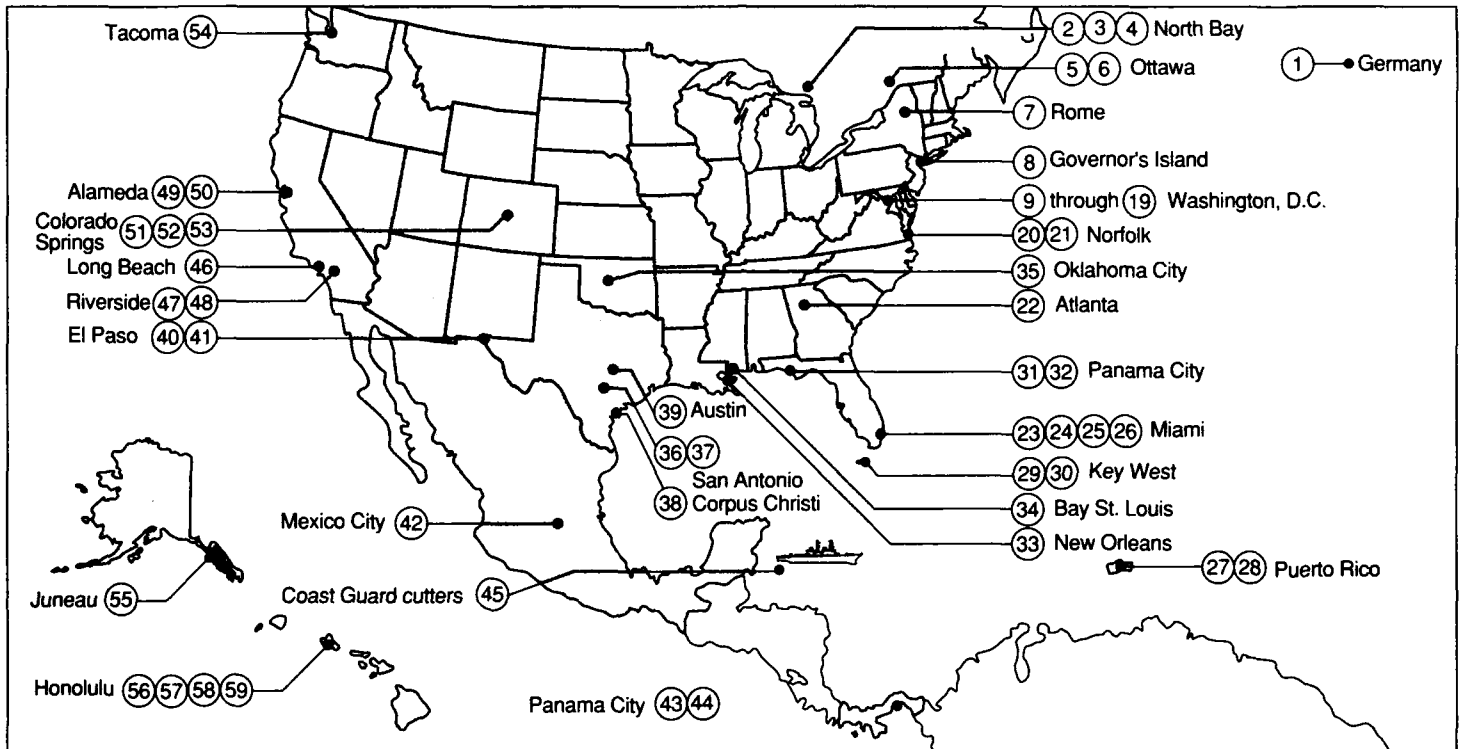 Tacoma 54
2 3 4 North Bay
5 6 Ottawa
1 Germany
7 Rome
8 Governor's Island
Alameda 49 50
9 through 19 Washington, D.C.
Colorado
Springs 51 52 53
20 21 Norfolk
Long Beach 46
35 Oklahoma City
Riverside 47 48
22 Atlanta
El Paso 40 41
31 32 Panama City
39 Austin
23 24 25 26 Miami
36 37
San Antonio
29 30 Key West
38 Corpus Christi
34 Bay St. Louis
Mexico City 42
33 New Orleans
27 28 Puerto Rico
Juneau 55
Coast Guard cutters 45
Honolulu 56 57 58 59
Panama City 43 44